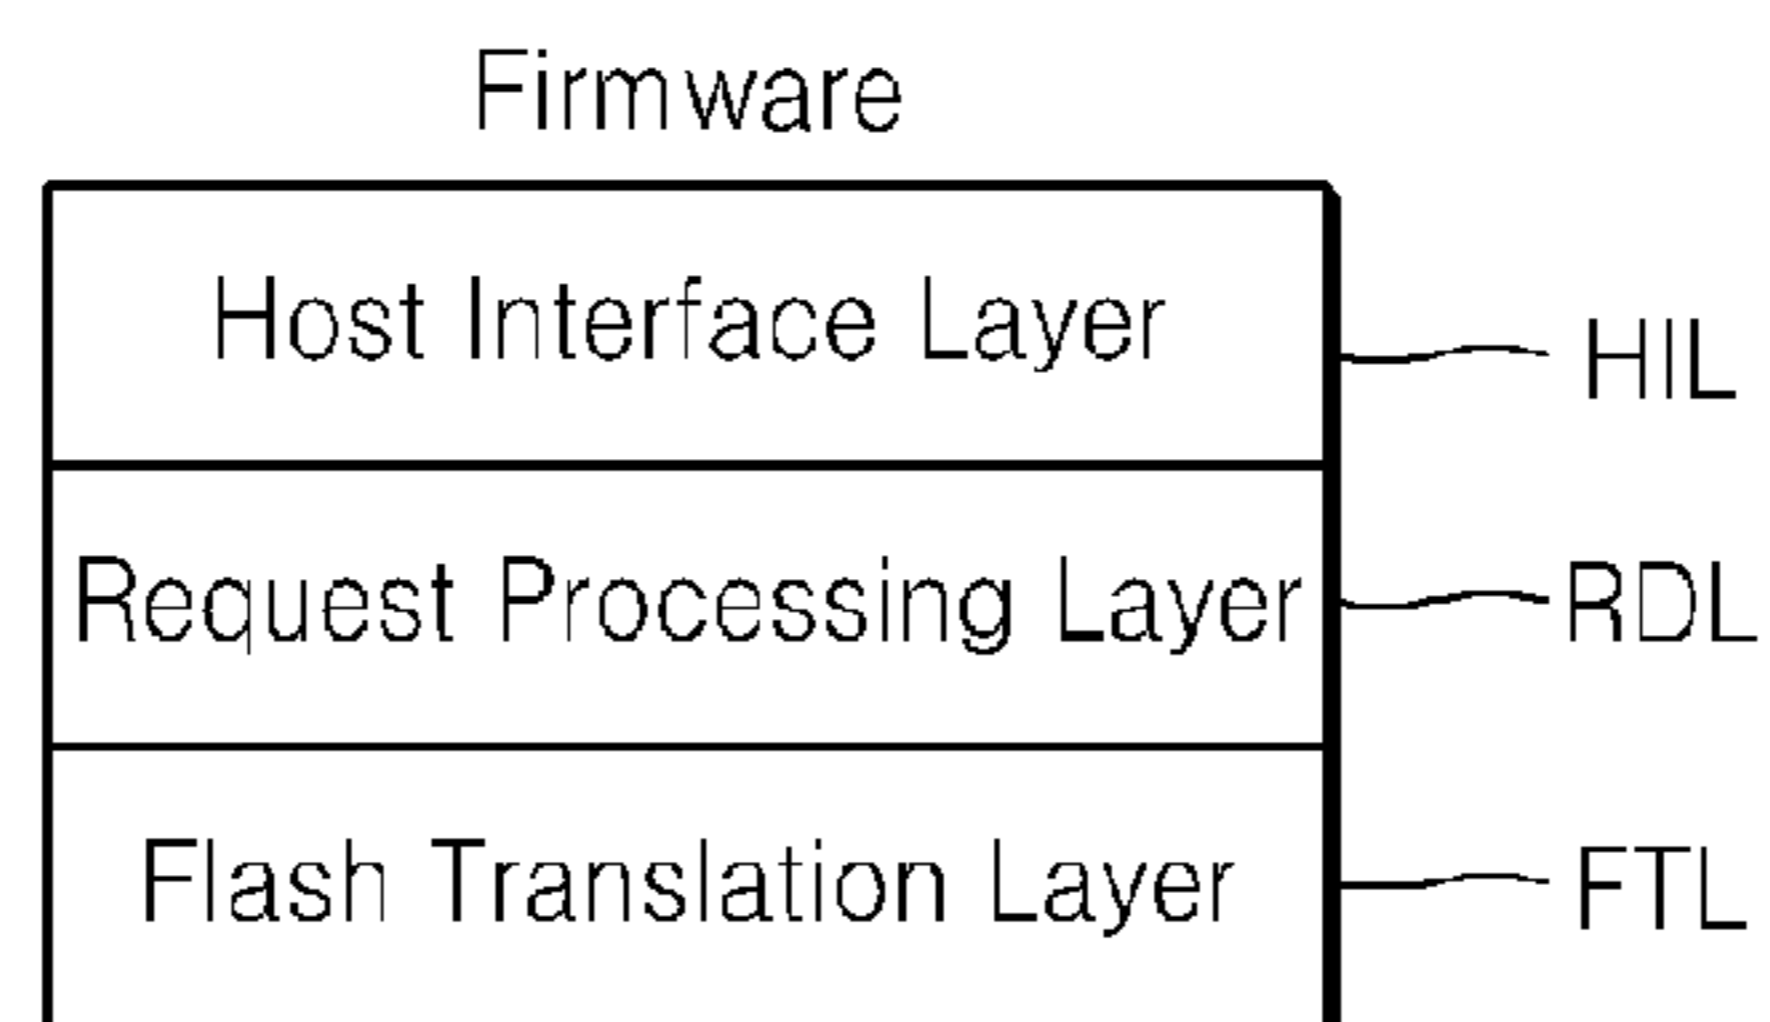 Firmware
Host Interface Layer
HIL
Request Processing Layer
RDL
Flash Translation Layer
FTL